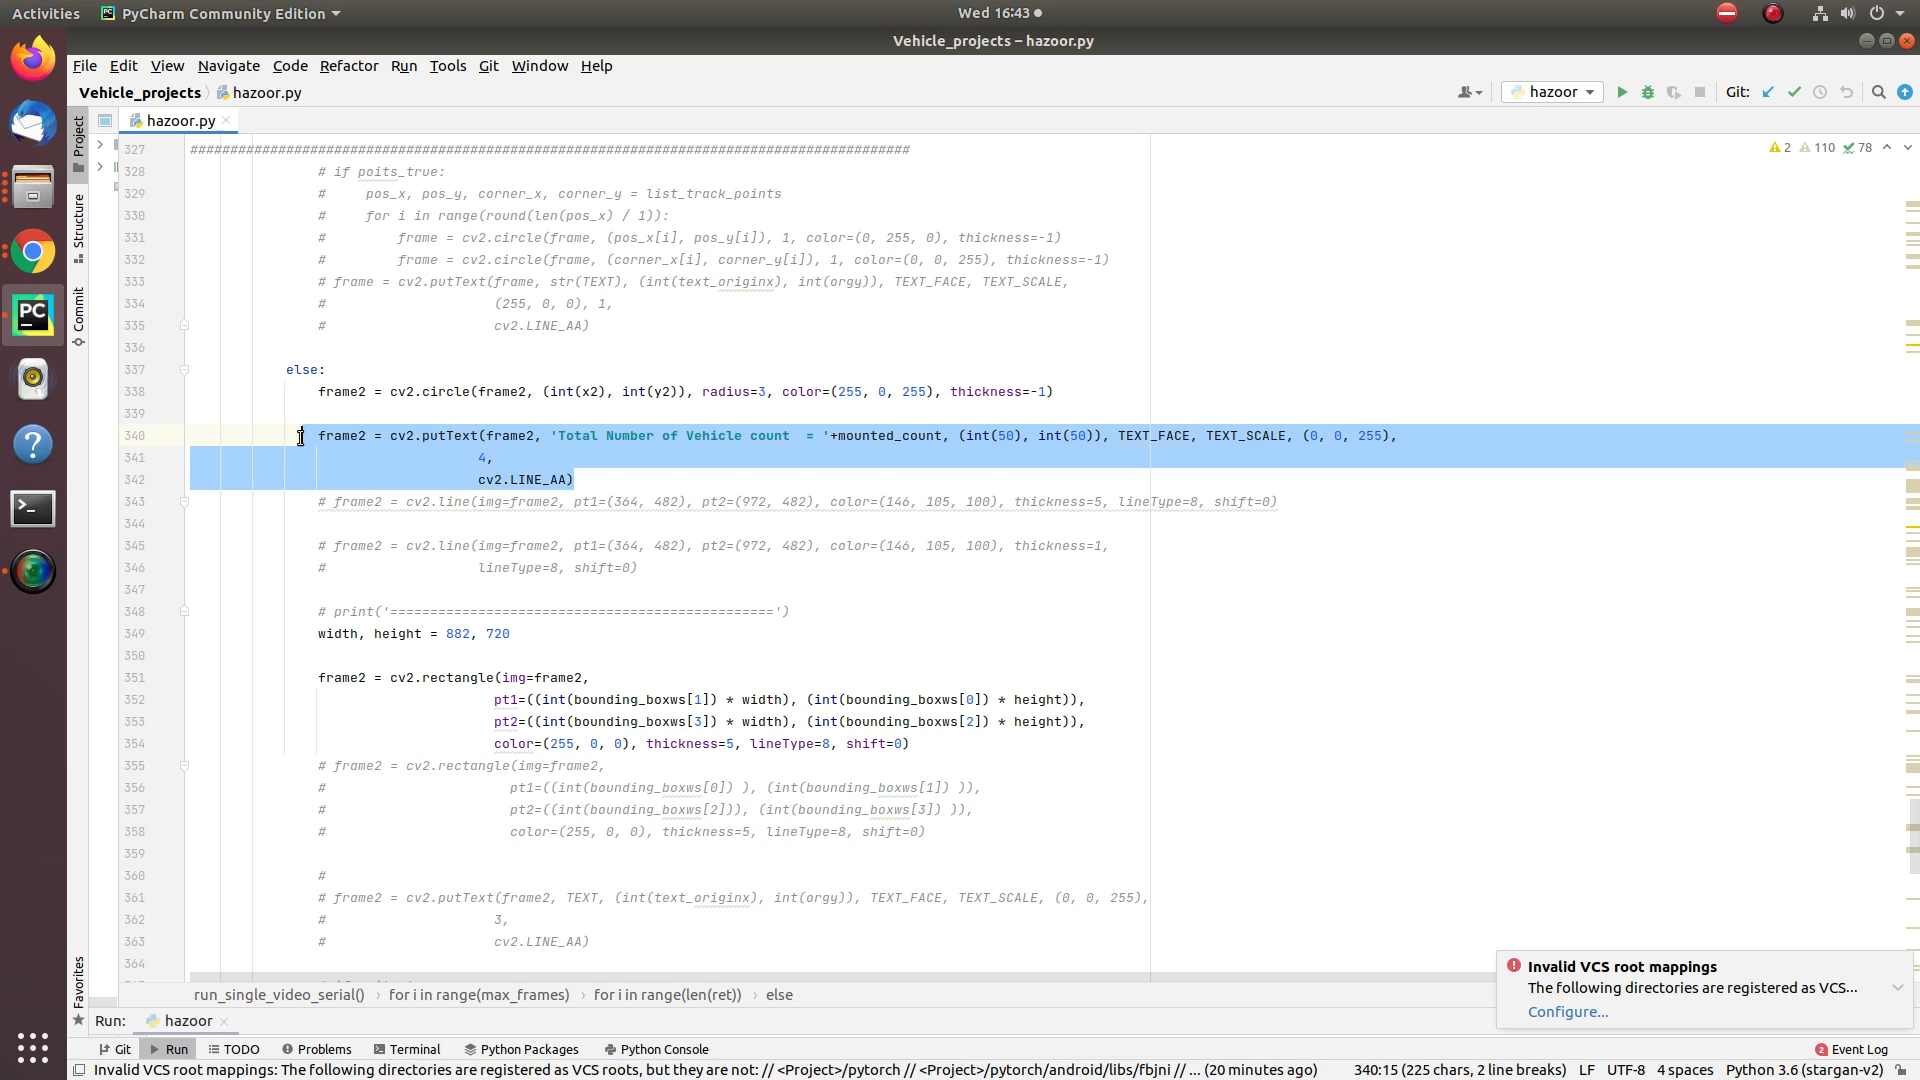 Activities
PyCharm Community Edition
Wed 16:43
Vehicle_projects – hazoor.py
File Edit View Navigate Code Refactor Run Tools Git Window Help
Vehicle_projects hazoor.py
hazoor
Git:
Project
Structure
Commit
Favorites
hazoor.py
2 110 78
327 ##########################################################################################
328 # if poits_true:
329 #     pos_x, pos_y, corner_x, corner_y = list_track_points
330 #     for i in range(round(len(pos_x) / 1)):
331 #         frame = cv2.circle(frame, (pos_x[i], pos_y[i]), 1, color=(0, 255, 0), thickness=-1)
332 #         frame = cv2.circle(frame, (corner_x[i], corner_y[i]), 1, color=(0, 0, 255), thickness=-1)
333 # frame = cv2.putText(frame, str(TEXT), (int(text_originx), int(orgy)), TEXT_FACE, TEXT_SCALE,
334 #                     (255, 0, 0), 1,
335 #                     cv2.LINE_AA)
336
337 else:
338 frame2 = cv2.circle(frame2, (int(x2), int(y2)), radius=3, color=(255, 0, 255), thickness=-1)
339
340 frame2 = cv2.putText(frame2, 'Total Number of Vehicle count  = '+mounted_count, (int(50), int(50)), TEXT_FACE, TEXT_SCALE, (0, 0, 255),
341 4,
342 cv2.LINE_AA)
343 # frame2 = cv2.line(img=frame2, pt1=(364, 482), pt2=(972, 482), color=(146, 105, 100), thickness=5, lineType=8, shift=0)
344
345 # frame2 = cv2.line(img=frame2, pt1=(364, 482), pt2=(972, 482), color=(146, 105, 100), thickness=1,
346 #                   lineType=8, shift=0)
347
348 # print('================================================')
349 width, height = 882, 720
350
351 frame2 = cv2.rectangle(img=frame2,
352 pt1=((int(bounding_boxws[1]) * width), (int(bounding_boxws[0]) * height)),
353 pt2=((int(bounding_boxws[3]) * width), (int(bounding_boxws[2]) * height)),
354 color=(255, 0, 0), thickness=5, lineType=8, shift=0)
355 # frame2 = cv2.rectangle(img=frame2,
356 #                       pt1=((int(bounding_boxws[0]) ), (int(bounding_boxws[1]) )),
357 #                       pt2=((int(bounding_boxws[2])), (int(bounding_boxws[3]) )),
358 #                       color=(255, 0, 0), thickness=5, lineType=8, shift=0)
359
360 #
361 # frame2 = cv2.putText(frame2, TEXT, (int(text_originx), int(orgy)), TEXT_FACE, TEXT_SCALE, (0, 0, 255),
362 #                     3,
363 #                     cv2.LINE_AA)
364
run_single_video_serial() › for i in range(max_frames) › for i in range(len(ret)) › else
Invalid VCS root mappings
The following directories are registered as VCS...
Configure...
Run: hazoor
Git Run TODO Problems Terminal Python Packages Python Console
2 Event Log
Invalid VCS root mappings: The following directories are registered as VCS roots, but they are not: // <Project>/pytorch // <Project>/pytorch/android/libs/fbjni // ... (20 minutes ago)
340:15 (225 chars, 2 line breaks) LF UTF-8 4 spaces Python 3.6 (stargan-v2)